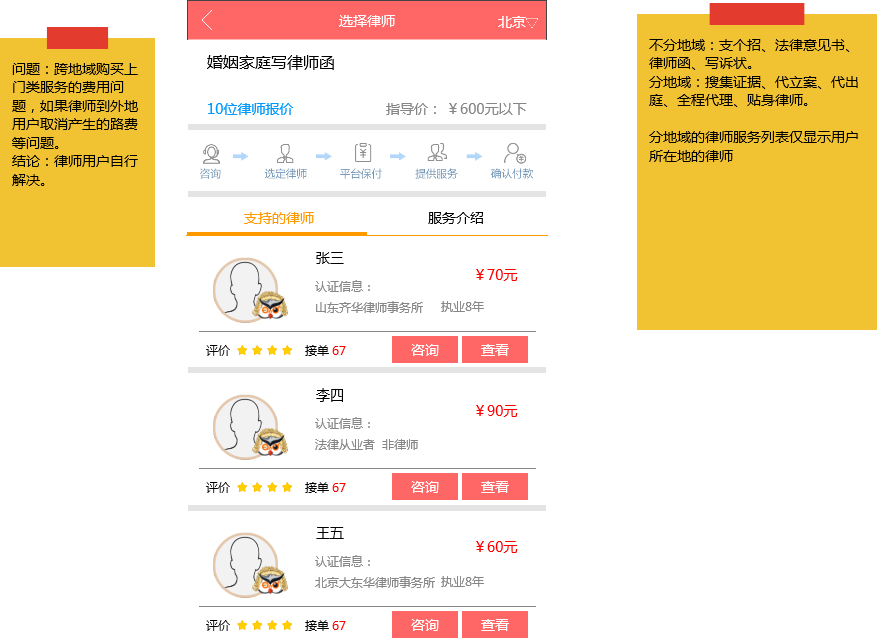 问题：跨地域购买上
门类服务的费用问
题，如果律师到外地
用户取消产生的路费
等问题。
结论：律师用户自行
解决。
选择律师
北京▽
婚姻家庭写律师函
10位律师报价
指导价： ￥600元以下
咨询
选定律师
平台保付
提供服务
确认付款
支持的律师
服务介绍
张三
￥70元
认证信息：
山东齐华律师事务所 执业8年
评价
接单 67
咨询
查看
李四
￥90元
认证信息：
法律从业者 非律师
评价
接单 67
咨询
查看
王五
￥60元
认证信息：
北京大东华律师事务所 执业8年
评价
接单 67
咨询
查看
不分地域：支个招、法律意见书、
律师函、写诉状。
分地域：搜集证据、代立案、代出
庭、全程代理、贴身律师。
分地域的律师服务列表仅显示用户
所在地的律师